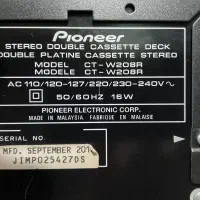 Pioneer
STEREO DOUBLE CASSETTE DECK
DOUBLE PLATINE CASSETTE STEREO
MODEL CT-W208R
MODELE CT-W208R
AC 110/120-127/220/230-240V~
50/60HZ 16W
PIONEER ELECTRONIC CORP.
MADE IN MALAYSIA, FABRIQUE EN MALAISIE
SERIAL NO.
MFD. SEPTEMBER 201
JIMP025427DS